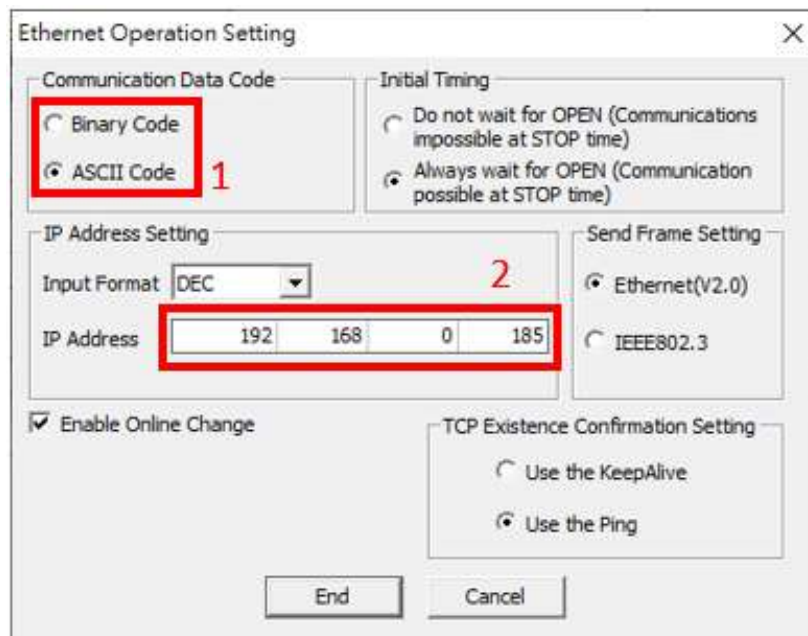 Ethernet Operation Setting
Communication Data Code
Binary Code
ASCII Code
1
Initial Timing
Do not wait for OPEN (Communications
impossible at STOP time)
Always wait for OPEN (Communication
possible at STOP time)
IP Address Setting
Input Format DEC
2
IP Address 192 168 0 185
Send Frame Setting
Ethernet(V2.0)
IEEE802.3
Enable Online Change
TCP Existence Confirmation Setting
Use the KeepAlive
Use the Ping
End
Cancel